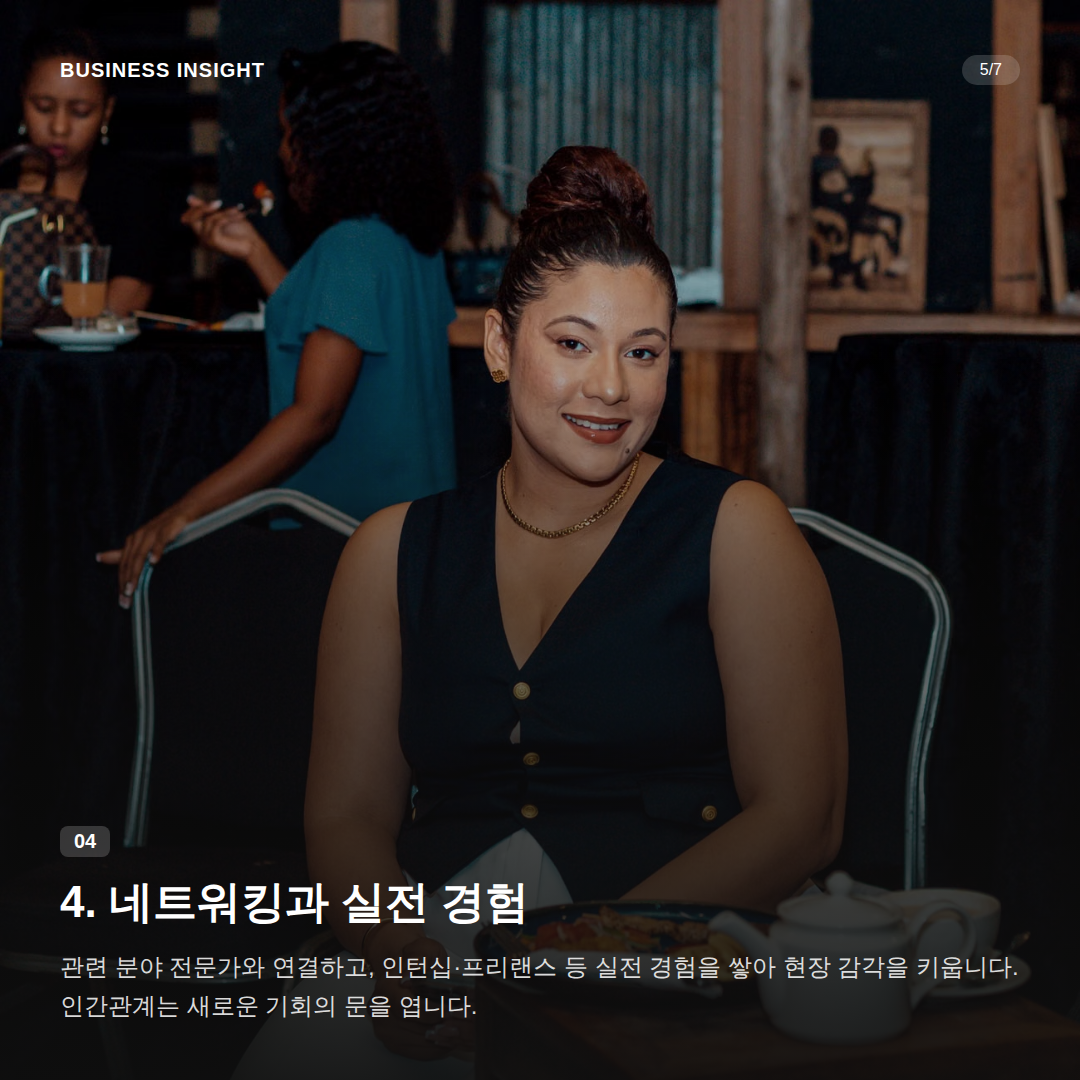 BUSINESS INSIGHT
5/7
04
4. 네트워킹과 실전 경험
관련 분야 전문가와 연결하고, 인턴십·프리랜스 등 실전 경험을 쌓아 현장 감각을 키웁니다.
인간관계는 새로운 기회의 문을 엽니다.